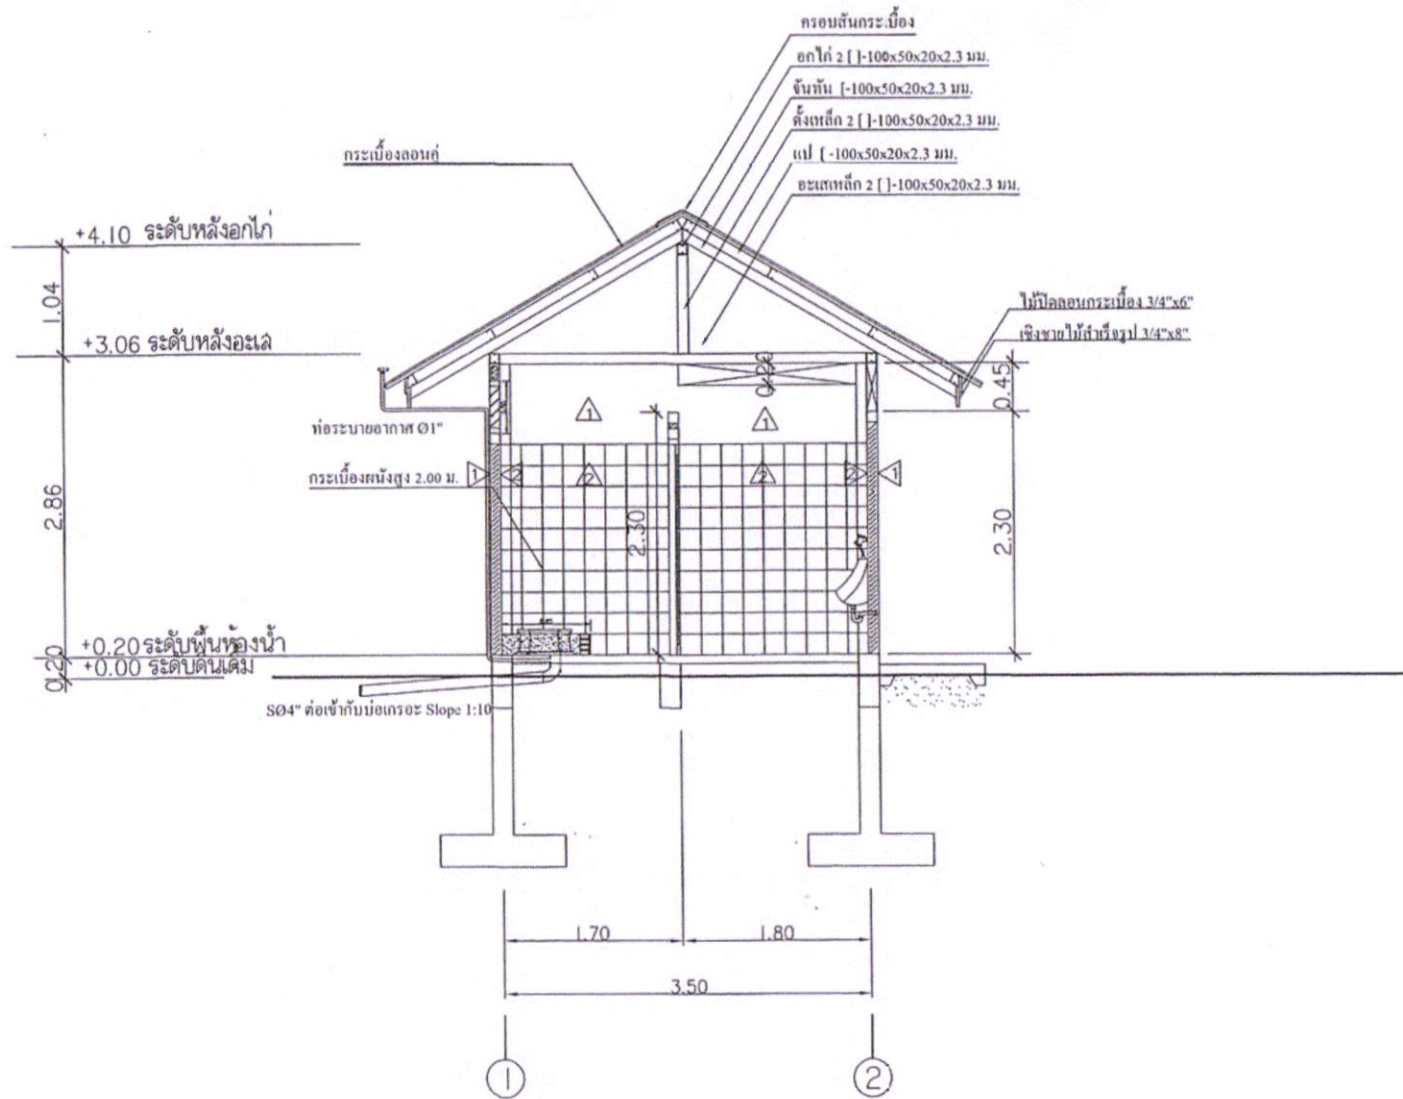 ครอบสันกระเบื้อง
อกไก่ 2 [ ]-100x50x20x2.3 มม.
จันทัน [-100x50x20x2.3 มม.
ดั้งเหล็ก 2 [ ]-100x50x20x2.3 มม.
แป [ -100x50x20x2.3 มม.
อะเสเหล็ก 2 [ ]-100x50x20x2.3 มม.
กระเบื้องลอนคู่
+4.10 ระดับหลังอกไก่
1.04
ไม้ปิดลอนกระเบื้อง 3/4"x6"
เชิงชายไม้สำเร็จรูป 3/4"x8"
+3.06 ระดับหลังอะเส
0.20
0.45
1
1
ท่อระบายอากาศ Ø1"
กระเบื้องผนังสูง 2.00 ม.
1
2
2
2
2
1
2.86
2.30
2.30
+0.20 ระดับพื้นห้องน้ำ
0.20
+0.00 ระดับดินเดิม
SØ4" ต่อเข้ากับบ่อเกรอะ Slope 1:10
1.70
1.80
3.50
1
2